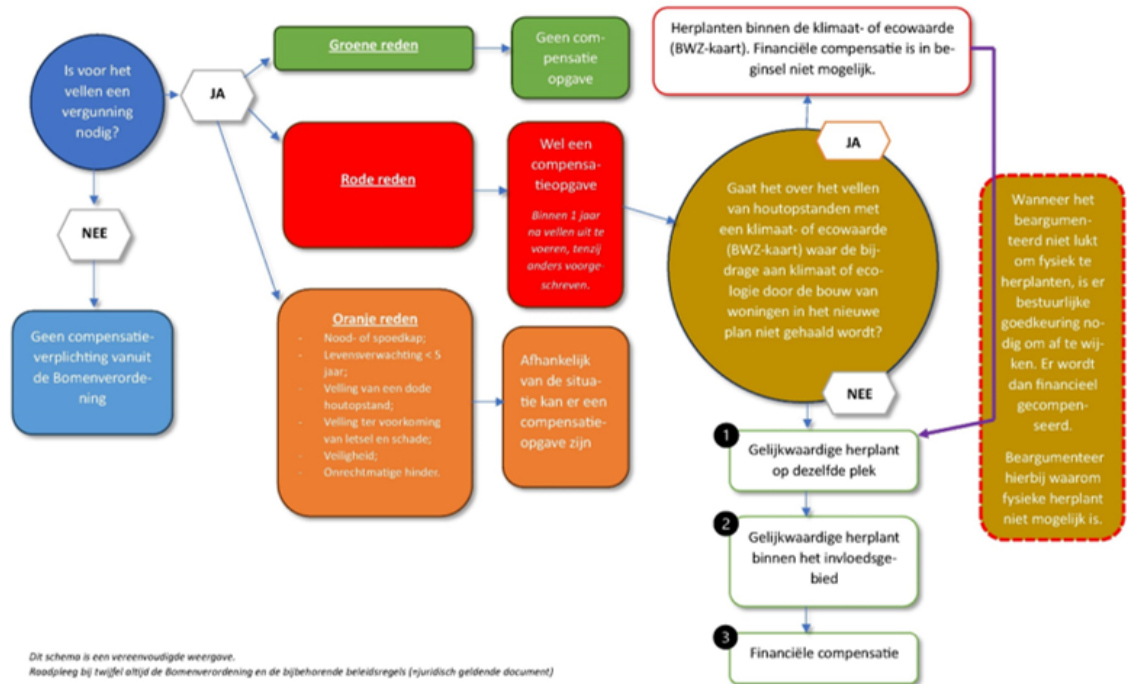 Is voor het
vellen een
vergunning
nodig?
JA
NEE
Geen compensatie-
verplichting vanuit
de Bomenverorde-
ning
Groene reden
Geen com-
pensatie
opgave
Rode reden
Wel een
compensa-
tieopgave
Binnen 1 jaar
na vellen uit te
voeren, tenzij
anders voorge-
schreven.
Oranje reden
- Nood- of spoedkap;
- Levensverwachting < 5
jaar;
- Velling van een dode
houtopstand;
- Velling ter voorkoming
van letsel en schade;
- Veiligheid;
- Onrechtmatige hinder.
Afhankelijk
van de situa-
tie kan er een
compensatie-
opgave zijn
Herplanten binnen de klimaat- of ecowaarde
(BWZ-kaart). Financiële compensatie is in be-
ginsel niet mogelijk.
JA
Gaat het over het vellen
van houtopstanden met
een klimaat- of ecowaarde
(BWZ-kaart) waar de bij-
drage aan klimaat of eco-
logie door de bouw van
woningen in het nieuwe
plan niet gehaald wordt?
NEE
1
Gelijkwaardige herplant
op dezelfde plek
2
Gelijkwaardige herplant
binnen het invloedsge-
bied
3
Financiële compensatie
Wanneer het
beargumen-
teerd niet lukt
om fysiek te
herplanten, is er
bestuurlijke
goedkeuring no-
dig om af te wij-
ken. Er wordt
dan financieel
gecompen-
seerd.
Beargumenteer
hierbij waarom
fysieke herplant
niet mogelijk is.
Dit schema is een vereenvoudigde weergave.
Raadpleeg bij twijfel altijd de Bomenverordening en de bijbehorende beleidsregels (=juridisch geldende document)